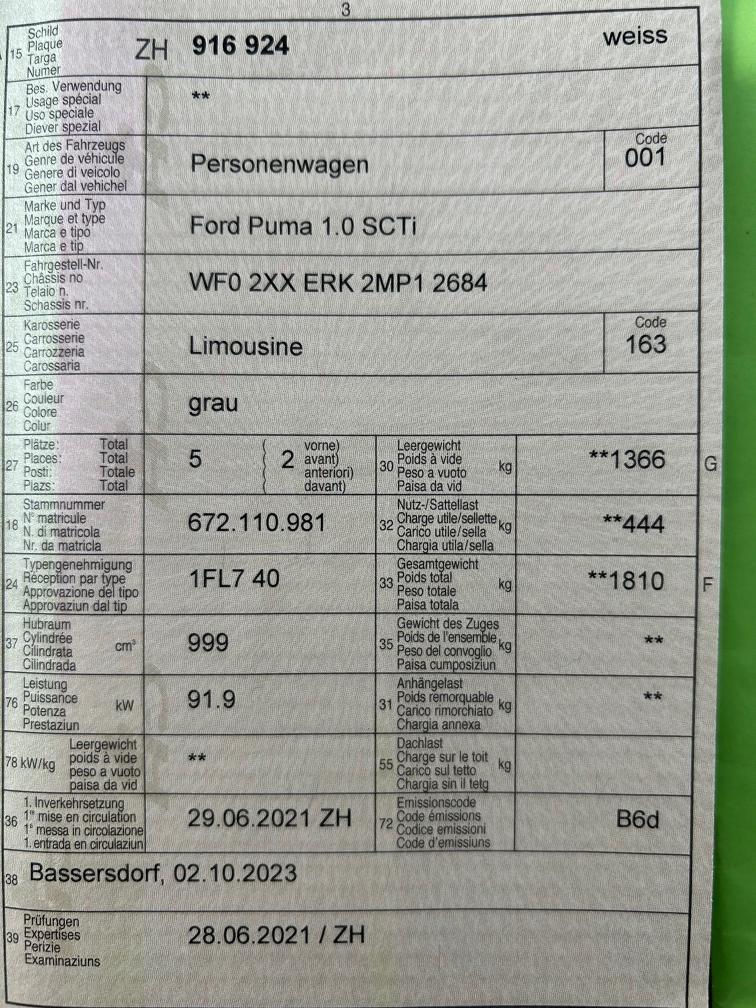 3
15 Schild ZH 916 924 weiss
Plaque
Targa
Numer
17 Bes. Verwendung **
Usage spécial
Uso speciale
Diever spezial
19 Art des Fahrzeugs Personenwagen Code
Genre de véhicule 001
Genere di veicolo
Gener dal vehichel
21 Marke und Typ Ford Puma 1.0 SCTi
Marque et type
Marca e tipo
Marca e tip
23 Fahrgestell-Nr. WF0 2XX ERK 2MP1 2684
Châssis no
Telaio n.
Schassis nr.
25 Karosserie Limousine Code
Carrosserie 163
Carrozzeria
Carossaria
26 Farbe grau
Couleur
Colore
Colur
27 Plätze: Total 5 ( 2 vorne)
Places: Total ( avant)
Posti: Totale ( anteriori)
Plazs: Total ( davant)
30 Leergewicht kg **1366 G
Poids à vide
Peso a vuoto
Paisa da vid
18 Stammnummer 672.110.981
N° matricule
N. di matricola
Nr. da matricla
32 Nutz-/Sattellast kg **444
Charge utile/sellette
Carico utile/sella
Chargia utila/sella
24 Typengenehmigung 1FL7 40
Réception par type
Approvazione del tipo
Approvaziun dal tip
33 Gesamtgewicht kg **1810 F
Poids total
Peso totale
Paisa totala
37 Hubraum cm³ 999
Cylindrée
Cilindrata
Cilindrada
35 Gewicht des Zuges kg **
Poids de l'ensemble
Peso del convoglio
Paisa cumposiziun
76 Leistung kW 91.9
Puissance
Potenza
Prestaziun
31 Anhängelast kg **
Poids remorquable
Carico rimorchiato
Chargia annexa
78 kW/kg Leergewicht **
poids à vide
peso a vuoto
paisa da vid
55 Dachlast kg
Charge sur le toit
Carico sul tetto
Chargia sin il tetg
36 1. Inverkehrsetzung 29.06.2021 ZH
1re mise en circulation
1a messa in circolazione
1. entrada en circulaziun
72 Emissionscode B6d
Code émissions
Codice emissioni
Code d'emissiuns
38 Bassersdorf, 02.10.2023
39 Prüfungen 28.06.2021 / ZH
Expertises
Perizie
Examinaziuns